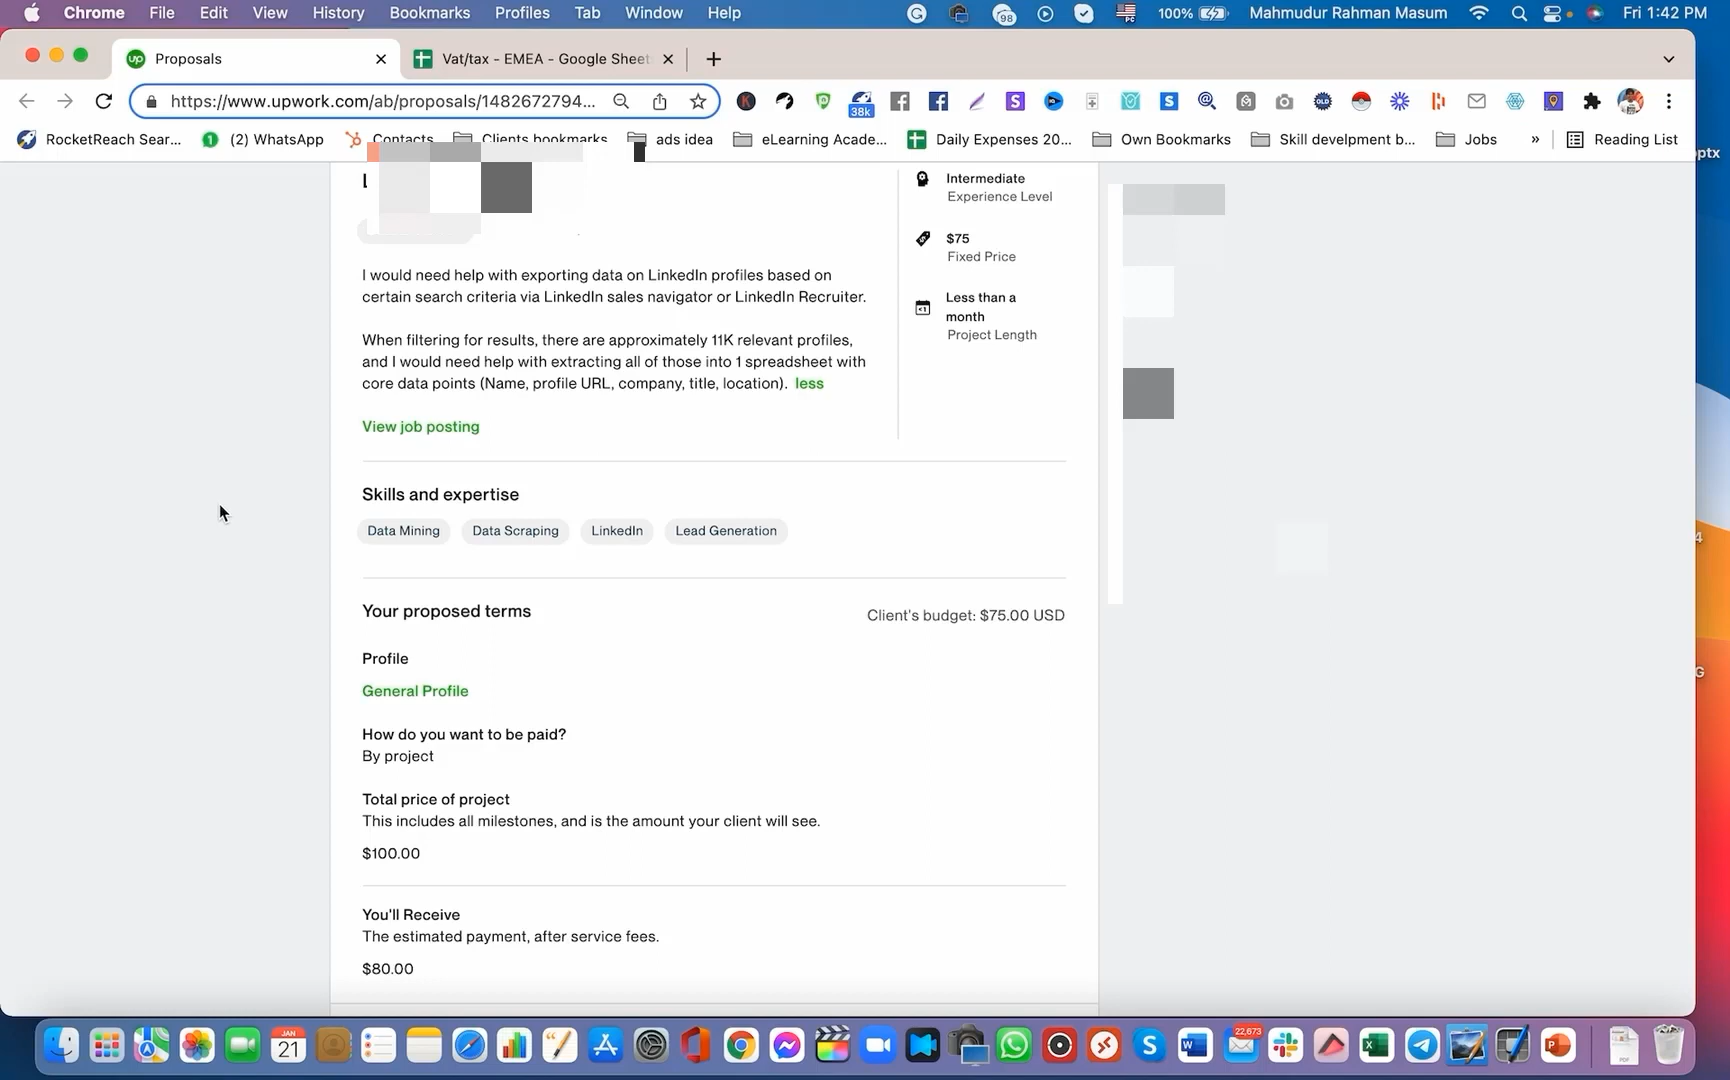 Chrome File Edit View History Bookmarks Profiles Tab Window Help 98 100% Mahmudur Rahman Masum Fri 1:42 PM
Proposals Vat/tax - EMEA - Google Sheet
https://www.upwork.com/ab/proposals/1482672794... 38k
RocketReach Sear... (2) WhatsApp Contacts Clients bookmarks ads idea eLearning Acade... Daily Expenses 20... Own Bookmarks Skill develpment b... Jobs » Reading List
pptx
Intermediate
Experience Level
$75
Fixed Price
Less than a
month
Project Length
I would need help with exporting data on LinkedIn profiles based on
certain search criteria via LinkedIn sales navigator or LinkedIn Recruiter.
When filtering for results, there are approximately 11K relevant profiles,
and I would need help with extracting all of those into 1 spreadsheet with
core data points (Name, profile URL, company, title, location). less
View job posting
Skills and expertise
Data Mining Data Scraping LinkedIn Lead Generation
Your proposed terms
Client's budget: $75.00 USD
Profile
General Profile
How do you want to be paid?
By project
Total price of project
This includes all milestones, and is the amount your client will see.
$100.00
You'll Receive
The estimated payment, after service fees.
$80.00
4
G
JAN
21
22,673